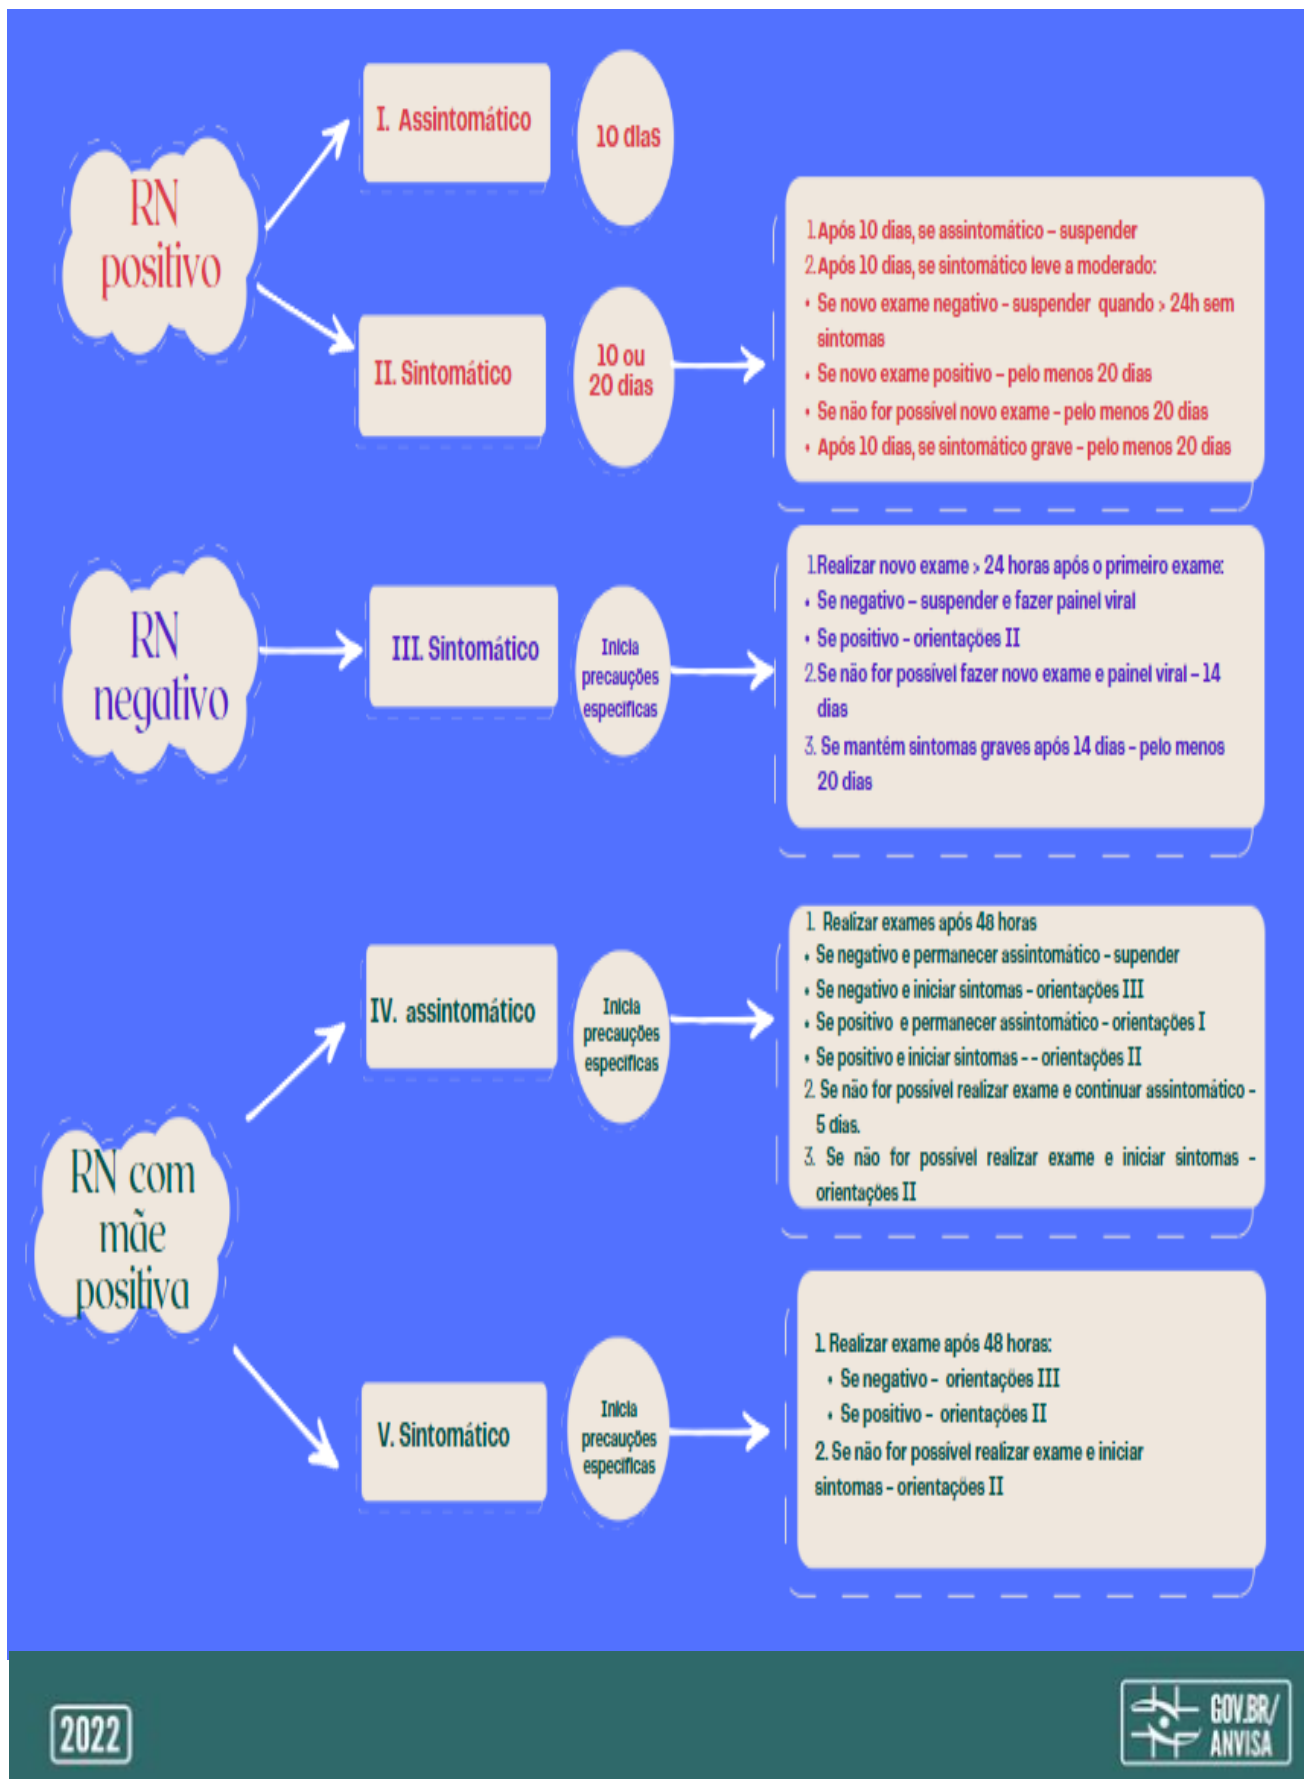 RN
positivo
I. Assintomático
10 dias
II. Sintomático
10 ou
20 dias
1.Após 10 dias, se assintomático – suspender
2.Após 10 dias, se sintomático leve a moderado:
• Se novo exame negativo – suspender quando > 24h sem
sintomas
• Se novo exame positivo – pelo menos 20 dias
• Se não for possível novo exame – pelo menos 20 dias
• Após 10 dias, se sintomático grave – pelo menos 20 dias
RN
negativo
III. Sintomático
Inicia
precauções
específicas
1.Realizar novo exame > 24 horas após o primeiro exame:
• Se negativo – suspender e fazer painel viral
• Se positivo – orientações II
2.Se não for possível fazer novo exame e painel viral – 14
dias
3. Se mantém sintomas graves após 14 dias – pelo menos
20 dias
RN com
mãe
positiva
IV. assintomático
Inicia
precauções
específicas
1. Realizar exames após 48 horas
• Se negativo e permanecer assintomático – supender
• Se negativo e iniciar sintomas – orientações III
• Se positivo e permanecer assintomático – orientações I
• Se positivo e iniciar sintomas – – orientações II
2. Se não for possível realizar exame e continuar assintomático –
5 dias.
3. Se não for possível realizar exame e iniciar sintomas –
orientações II
V. Sintomático
Inicia
precauções
específicas
1. Realizar exame após 48 horas:
• Se negativo – orientações III
• Se positivo – orientações II
2. Se não for possível realizar exame e iniciar
sintomas – orientações II
2022
GOV.BR/
ANVISA